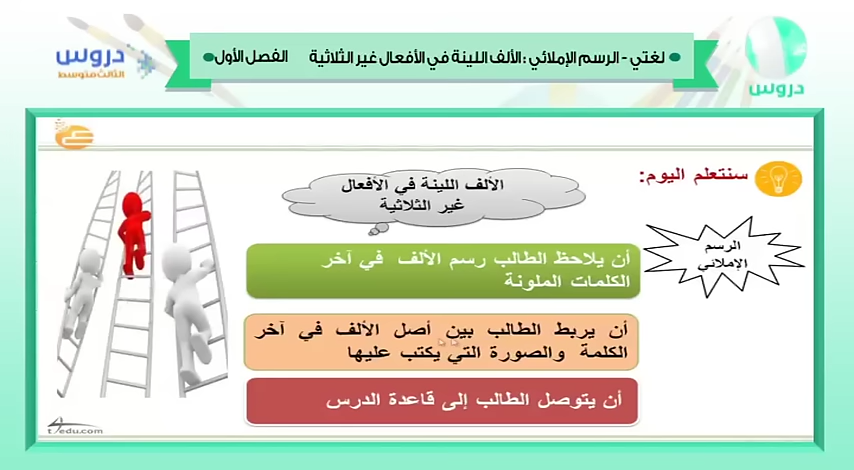 لغتي - الرسم الإملائي : الألف اللينة في الأفعال غير الثلاثية الفصل الأول
دروس
الثالث متوسط
دروس
سنتعلم اليوم:
الألف اللينة في الأفعال
غير الثلاثية
الرسم
الإملائي
أن يلاحظ الطالب رسم الألف في آخر
الكلمات الملونة
أن يربط الطالب بين أصل الألف في آخر
الكلمة والصورة التي يكتب عليها
أن يتوصل الطالب إلى قاعدة الدرس
t4edu.com